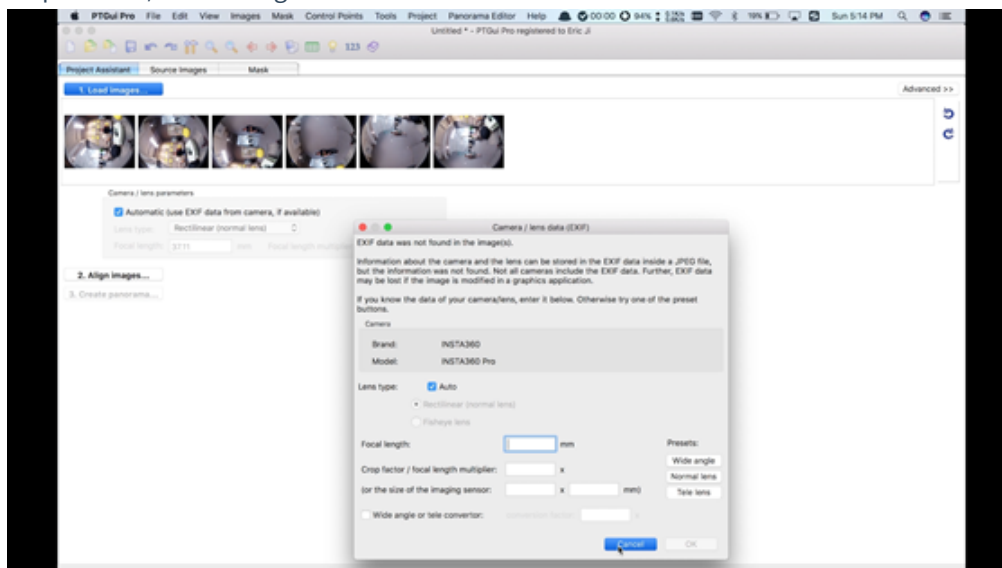 PTGui Pro File Edit View Images Mask Control Points Tools Project Panorama Editor Help 00:00 94% 19% Sun 5:14 PM
Untitled * - PTGui Pro registered to Eric Ji
123
Project Assistant Source Images Mask
1. Load images... Advanced >>
Camera / lens parameters
Automatic (use EXIF data from camera, if available)
Lens type: Rectilinear (normal lens)
Focal length: 37.11 mm Focal length multiplier
2. Align images...
3. Create panorama...
Camera / lens data (EXIF)
EXIF data was not found in the image(s).
Information about the camera and the lens can be stored in the EXIF data inside a JPEG file,
but the information was not found. Not all cameras include the EXIF data. Further, EXIF data
may be lost if the image is modified in a graphics application.
If you know the data of your camera/lens, enter it below. Otherwise try one of the preset
buttons.
Camera
Brand: INSTA360
Model: INSTA360 Pro
Lens type: Auto
Rectilinear (normal lens)
Fisheye lens
Focal length: mm Presets:
Wide angle
Crop factor / focal length multiplier: x
Normal lens
(or the size of the imaging sensor: x mm) Tele lens
Wide angle or tele convertor: conversion factor: x
Cancel OK